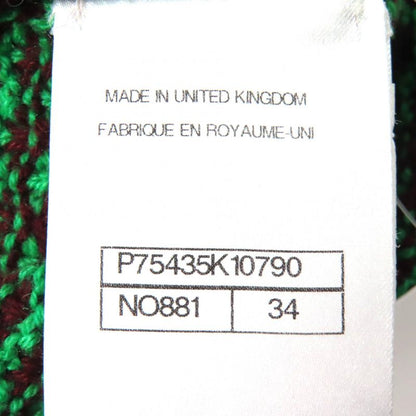 MADE IN UNITED KINGDOM
FABRIQUE EN ROYAUME-UNI
P75435K10790
NO881 34